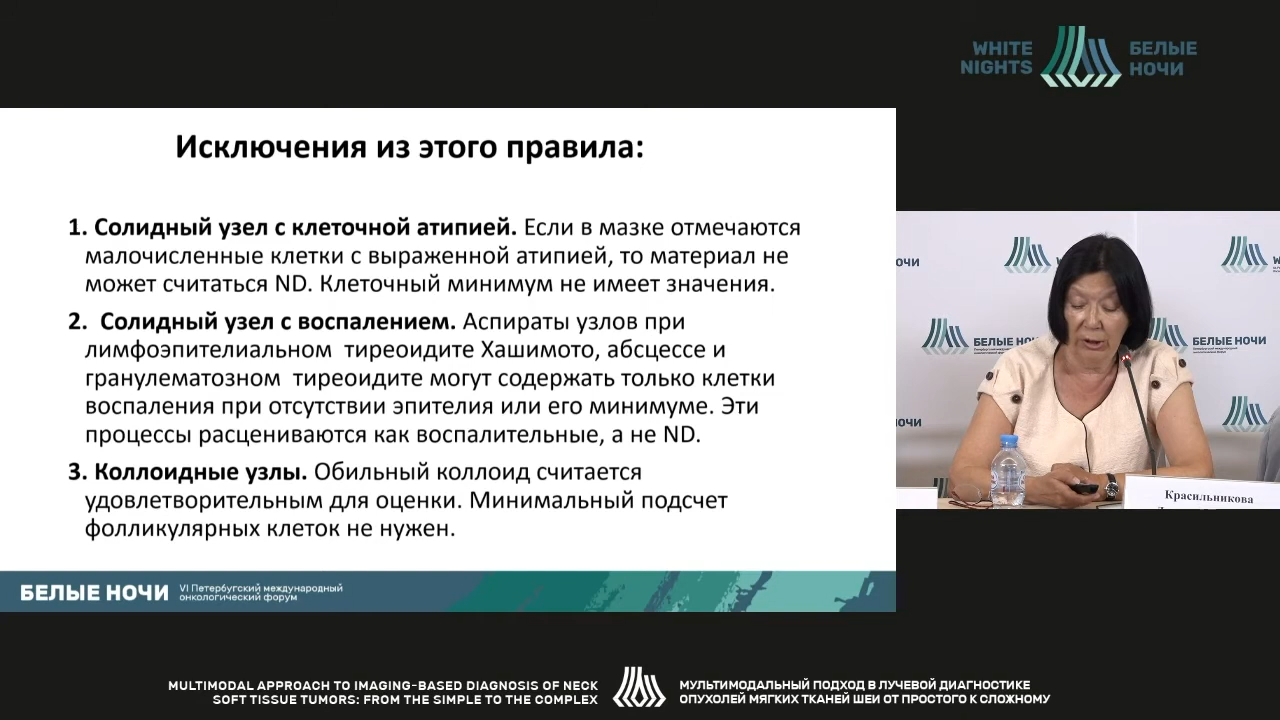 WHITE
NIGHTS
БЕЛЫЕ
НОЧИ
Исключения из этого правила:
1. Солидный узел с клеточной атипией. Если в мазке отмечаются
малочисленные клетки с выраженной атипией, то материал не
может считаться ND. Клеточный минимум не имеет значения.
2. Солидный узел с воспалением. Аспираты узлов при
лимфоэпителиальном тиреоидите Хашимото, абсцессе и
гранулематозном тиреоидите могут содержать только клетки
воспаления при отсутствии эпителия или его минимуме. Эти
процессы расцениваются как воспалительные, а не ND.
3. Коллоидные узлы. Обильный коллоид считается
удовлетворительным для оценки. Минимальный подсчет
фолликулярных клеток не нужен.
БЕЛЫЕ НОЧИ
VI Петербугский международный
онкологический форум
НОЧИ
БЕЛЫЕ НОЧИ
БЕЛЫЕ НОЧИ
НОЧИ
Красильникова
MULTIMODAL APPROACH TO IMAGING-BASED DIAGNOSIS OF NECK
SOFT TISSUE TUMORS: FROM THE SIMPLE TO THE COMPLEX
МУЛЬТИМОДАЛЬНЫЙ ПОДХОД В ЛУЧЕВОЙ ДИАГНОСТИКЕ
ОПУХОЛЕЙ МЯГКИХ ТКАНЕЙ ШЕИ ОТ ПРОСТОГО К СЛОЖНОМУ